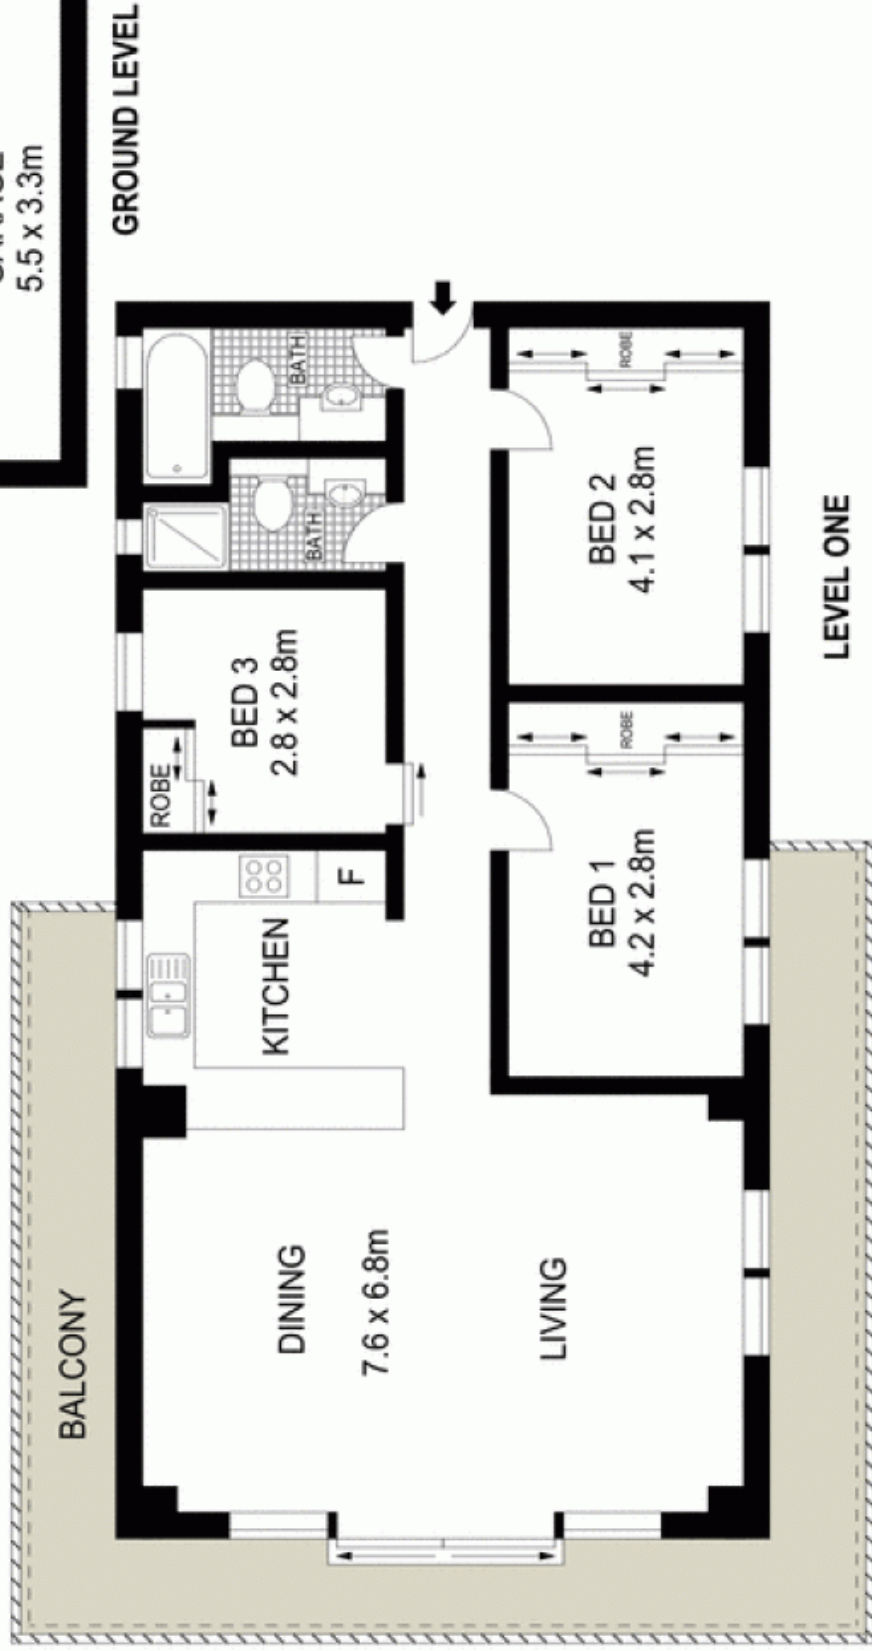 5.5 x 3.3m
GROUND LEVEL
BATH
ROBE
BATH
BED 2
4.1 x 2.8m
LEVEL ONE
BED 3
2.8 x 2.8m
ROBE
ROBE
BED 1
4.2 x 2.8m
F
KITCHEN
DINING
7.6 x 6.8m
LIVING
BALCONY